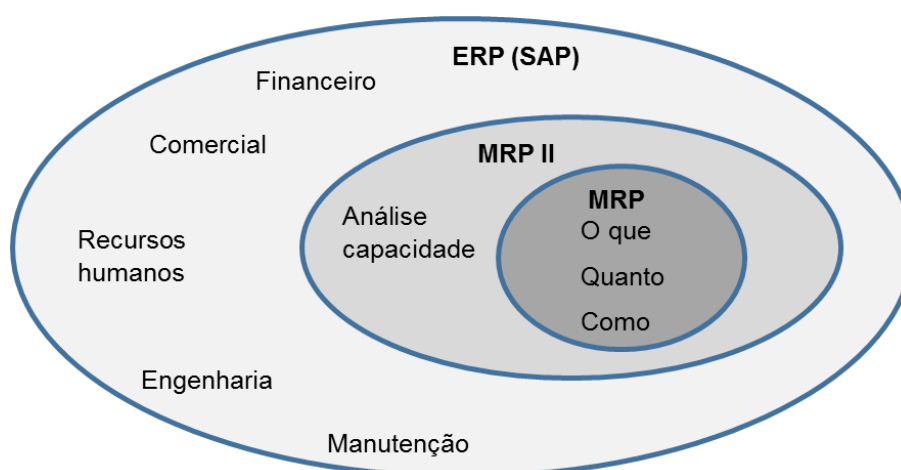 ERP (SAP)
Financeiro
Comercial
MRP II
MRP
Análise
capacidade
O que
Recursos
humanos
Quanto
Como
Engenharia
Manutenção